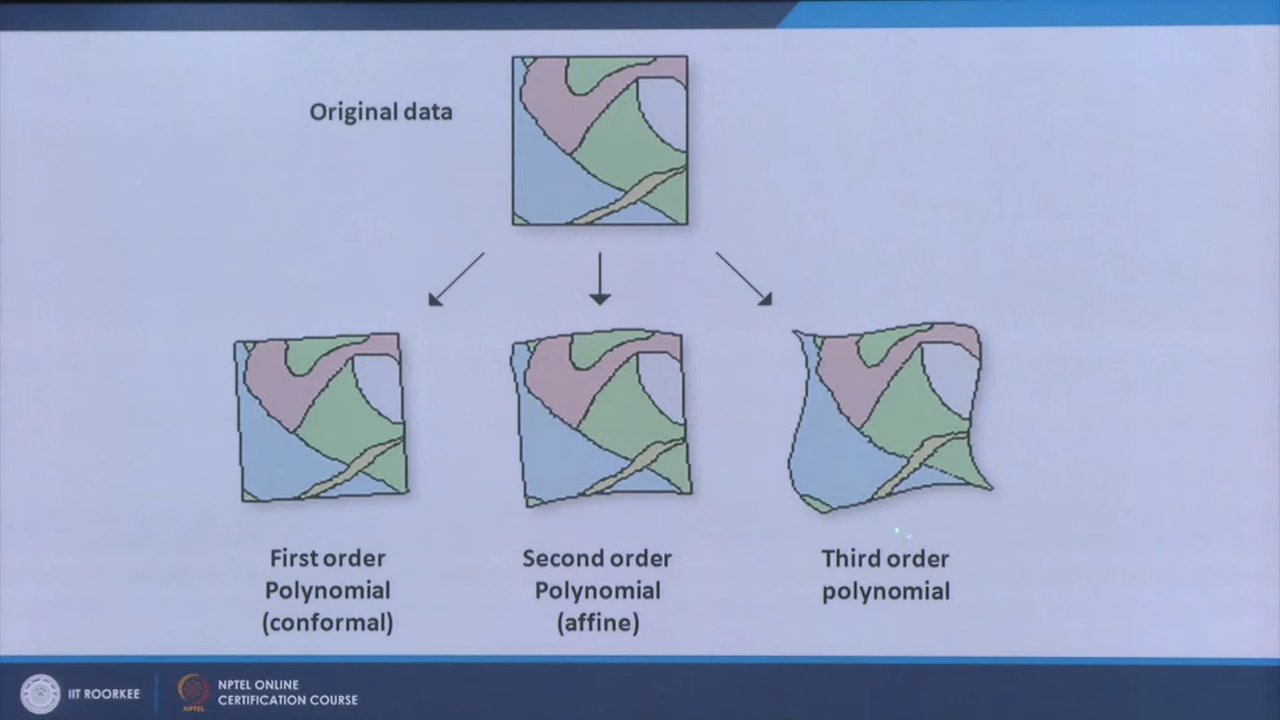 Original data
First order
Polynomial
(conformal)
Second order
Polynomial
(affine)
Third order
polynomial
IIT ROORKEE
NPTEL
NPTEL ONLINE
CERTIFICATION COURSE